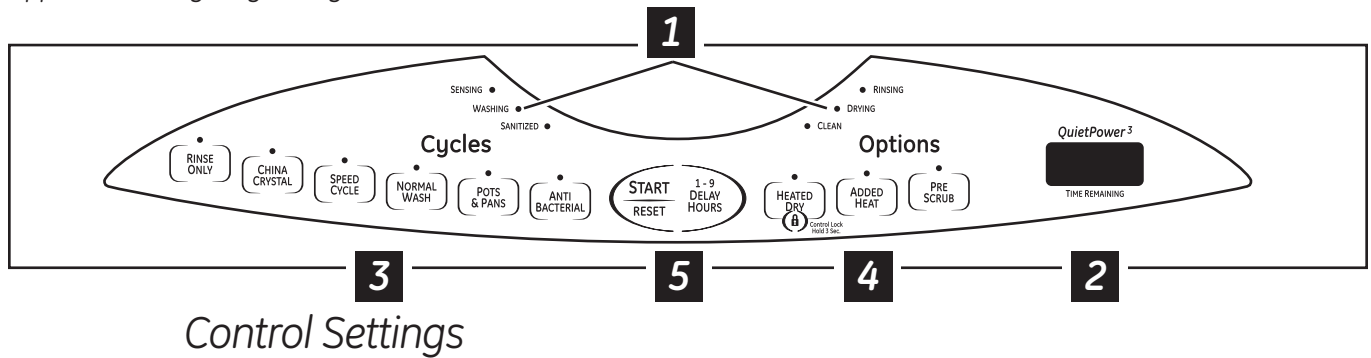 1
SENSING
WASHING
SANITIZED
RINSING
DRYING
CLEAN
Cycles
Options
QuietPower 3
RINSE
ONLY
CHINA
CRYSTAL
SPEED
CYCLE
NORMAL
WASH
POTS
& PANS
ANTI
BACTERIAL
START
RESET
1 - 9
DELAY
HOURS
HEATED
DRY
Control Lock
Hold 3 Sec.
ADDED
HEAT
PRE
SCRUB
TIME REMAINING
3
5
4
2
Control Settings